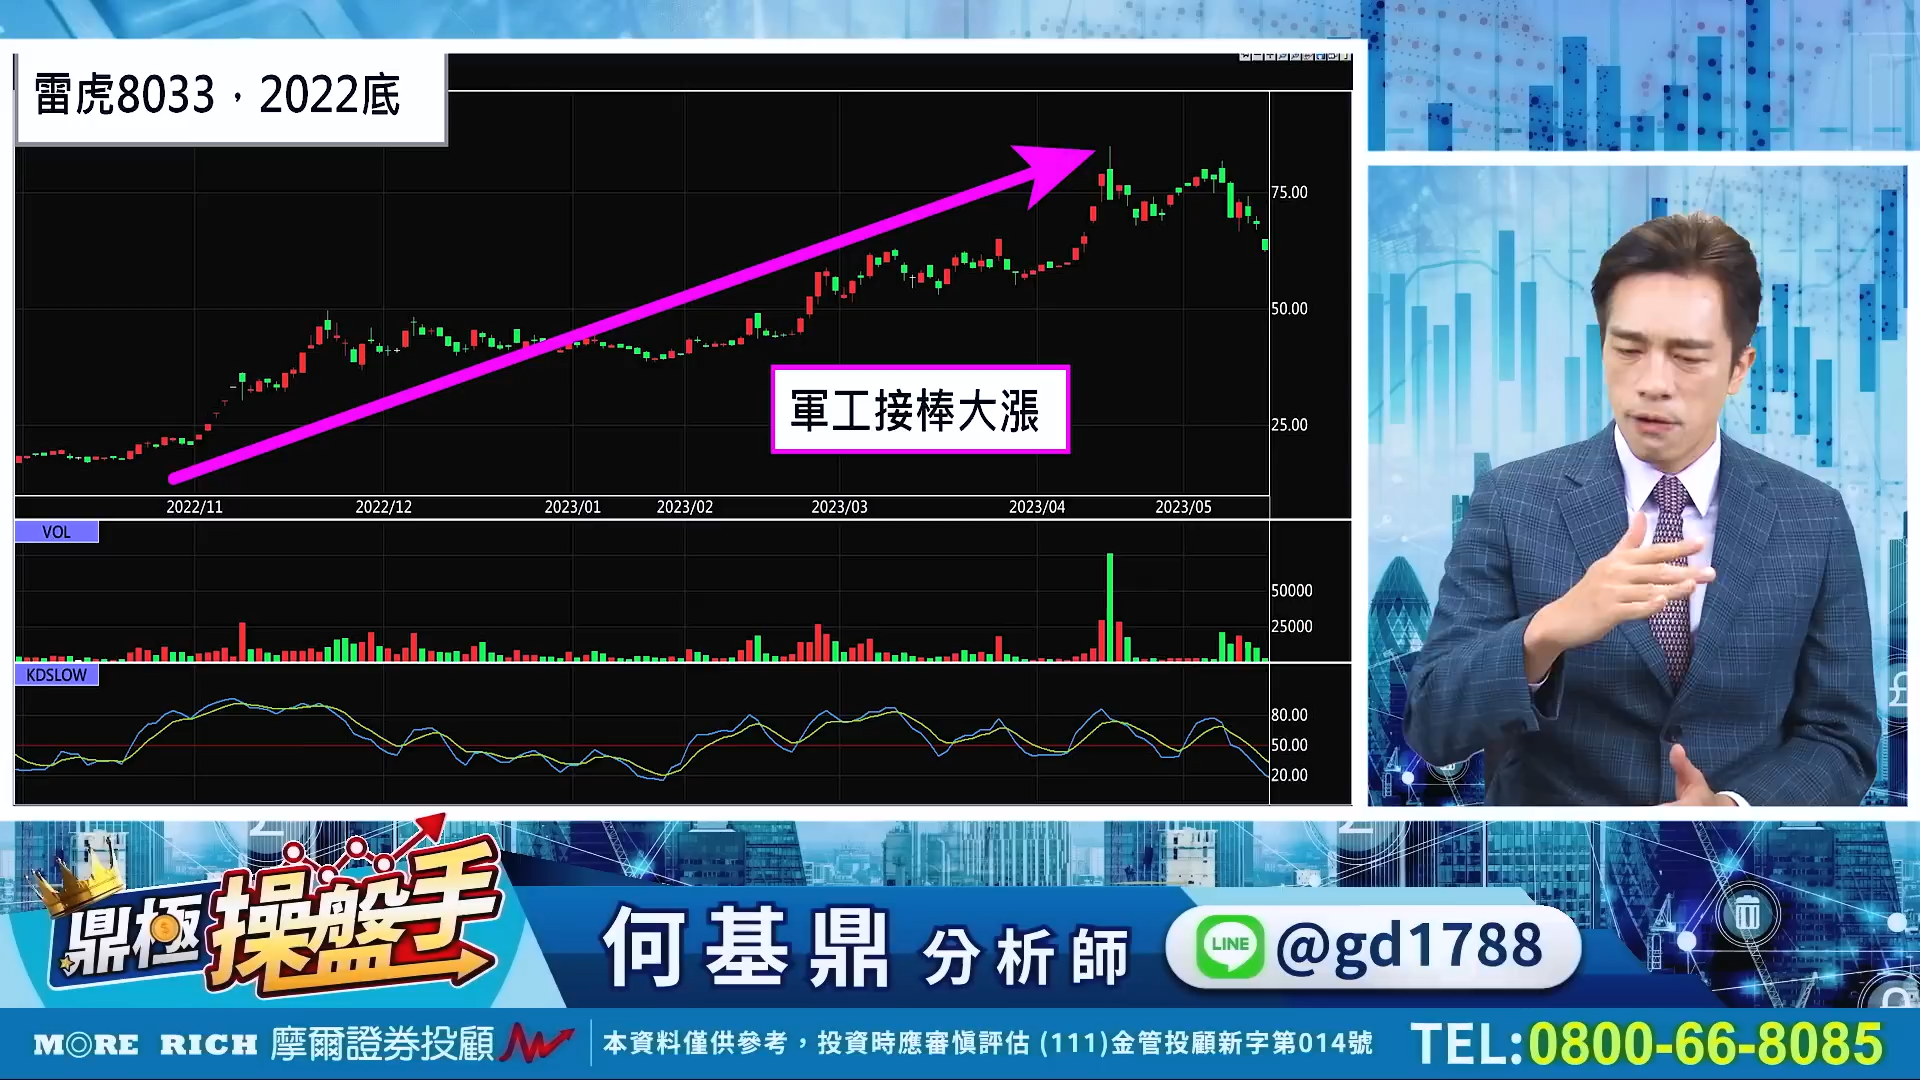 雷虎8033，2022底
75.00
50.00
軍工接棒大漲
25.00
2022/11 2022/12 2023/01 2023/02 2023/03 2023/04 2023/05
VOL
50000
25000
KDSLOW
80.00
50.00
20.00
鼎極操盤手
何基鼎 分析師
LINE @gd1788
MORE RICH 摩爾證券投顧
本資料僅供參考，投資時應審慎評估 (111)金管投顧新字第014號
TEL:0800-66-8085